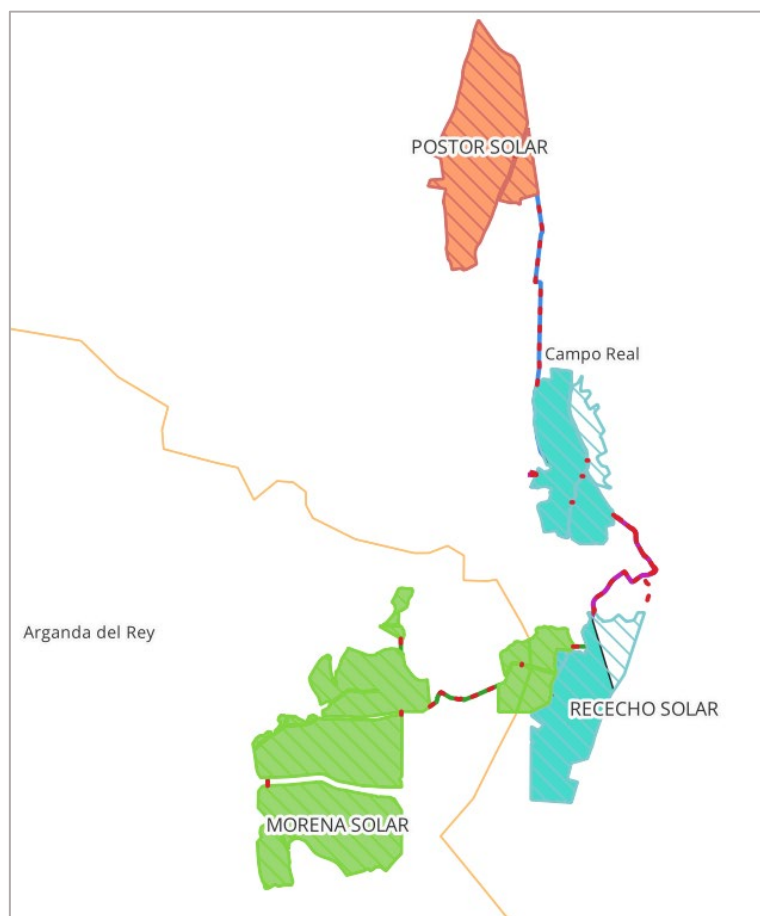 POSTOR SOLAR
Campo Real
Arganda del Rey
RECECHO SOLAR
MORENA SOLAR